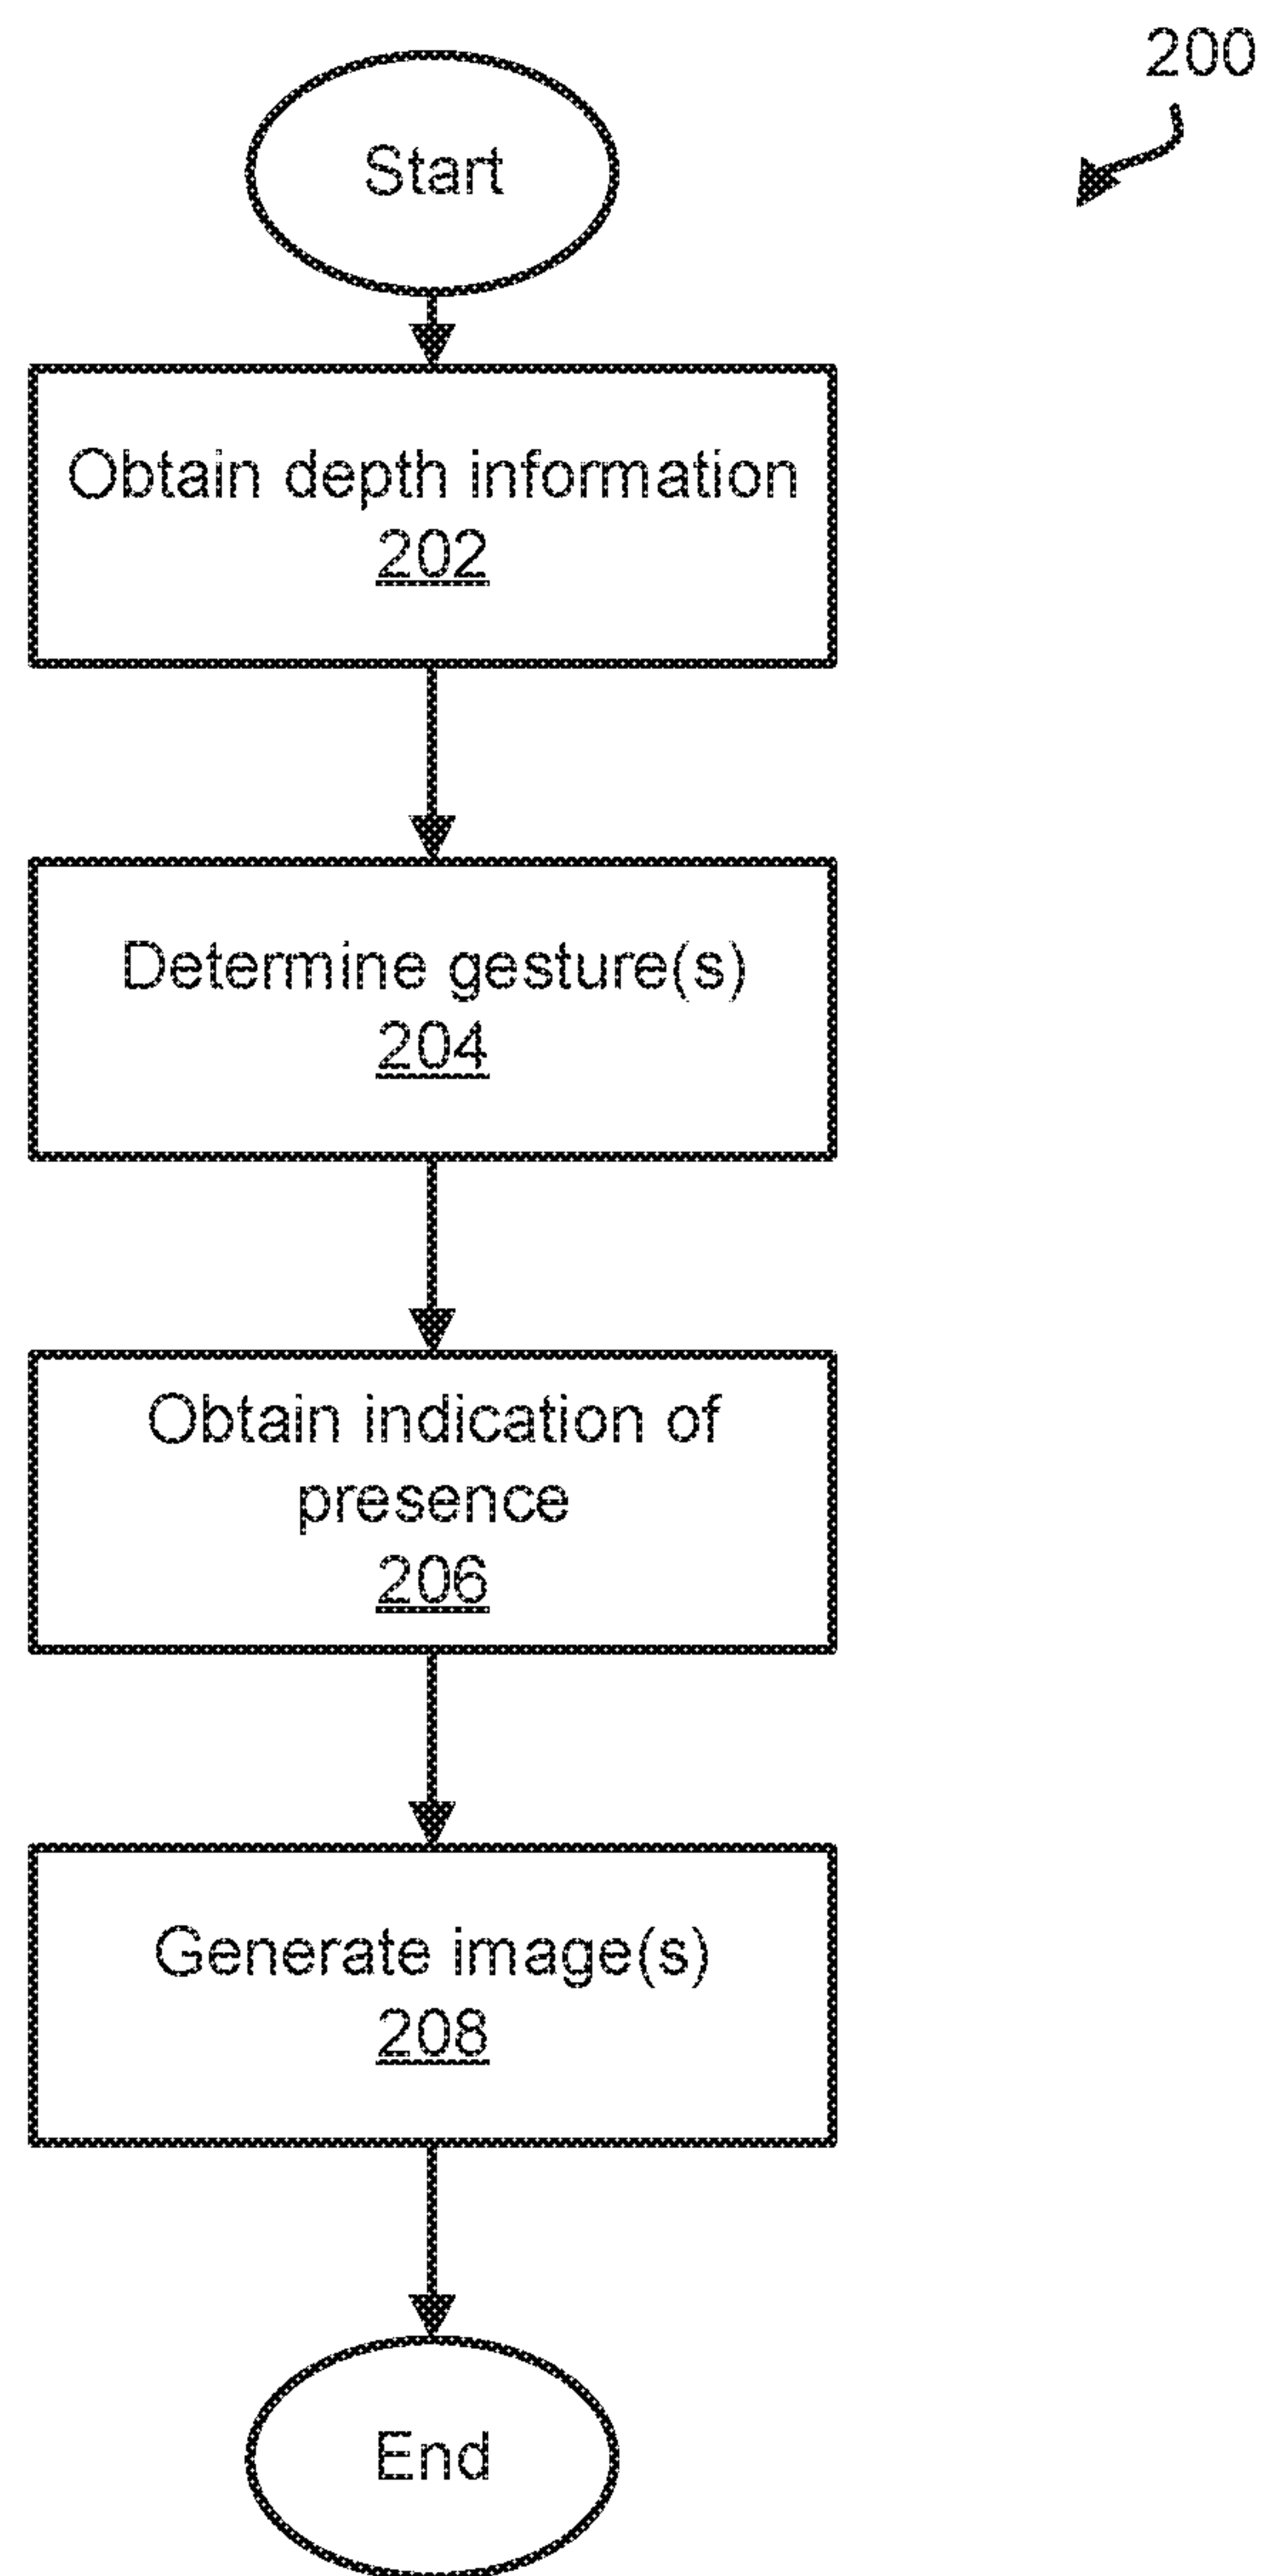 200
Start
Obtain depth information
202
Determine gesture(s)
204
Obtain indication of
presence
206
Generate image(s)
208
End